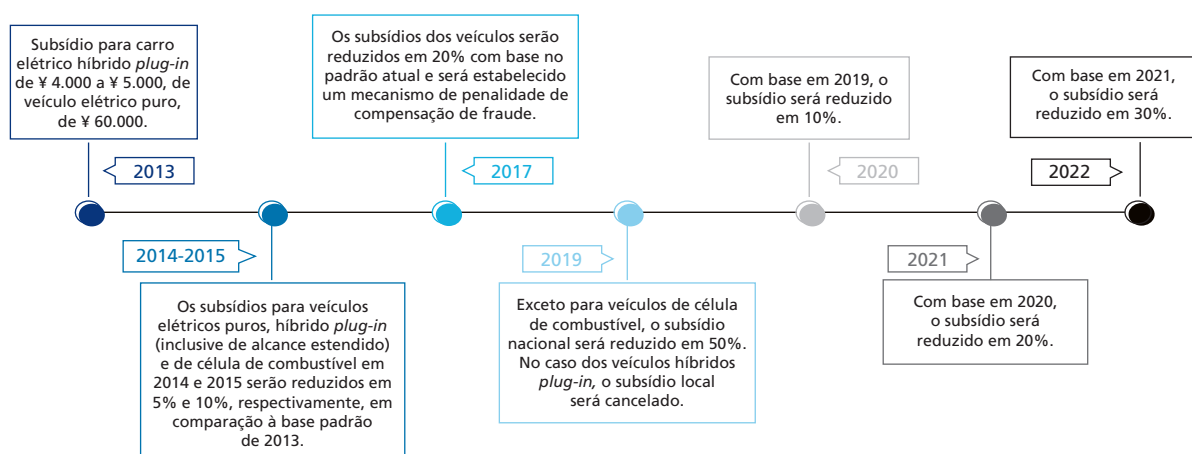 Subsídio para carro
elétrico híbrido plug-in
de ¥ 4.000 a ¥ 5.000, de
veículo elétrico puro,
de ¥ 60.000.
2013
2014-2015
Os subsídios para veículos
elétricos puros, híbrido plug-in
(inclusive de alcance estendido)
e de célula de combustível em
2014 e 2015 serão reduzidos em
5% e 10%, respectivamente, em
comparação à base padrão
de 2013.
Os subsídios dos veículos serão
reduzidos em 20% com base no
padrão atual e será estabelecido
um mecanismo de penalidade de
compensação de fraude.
2017
2019
Exceto para veículos de célula
de combustível, o subsídio
nacional será reduzido em 50%.
No caso dos veículos híbridos
plug-in, o subsídio local
será cancelado.
Com base em 2019, o
subsídio será reduzido
em 10%.
2020
2021
Com base em 2020,
o subsídio será
reduzido em 20%.
Com base em 2021,
o subsídio será
reduzido em 30%.
2022